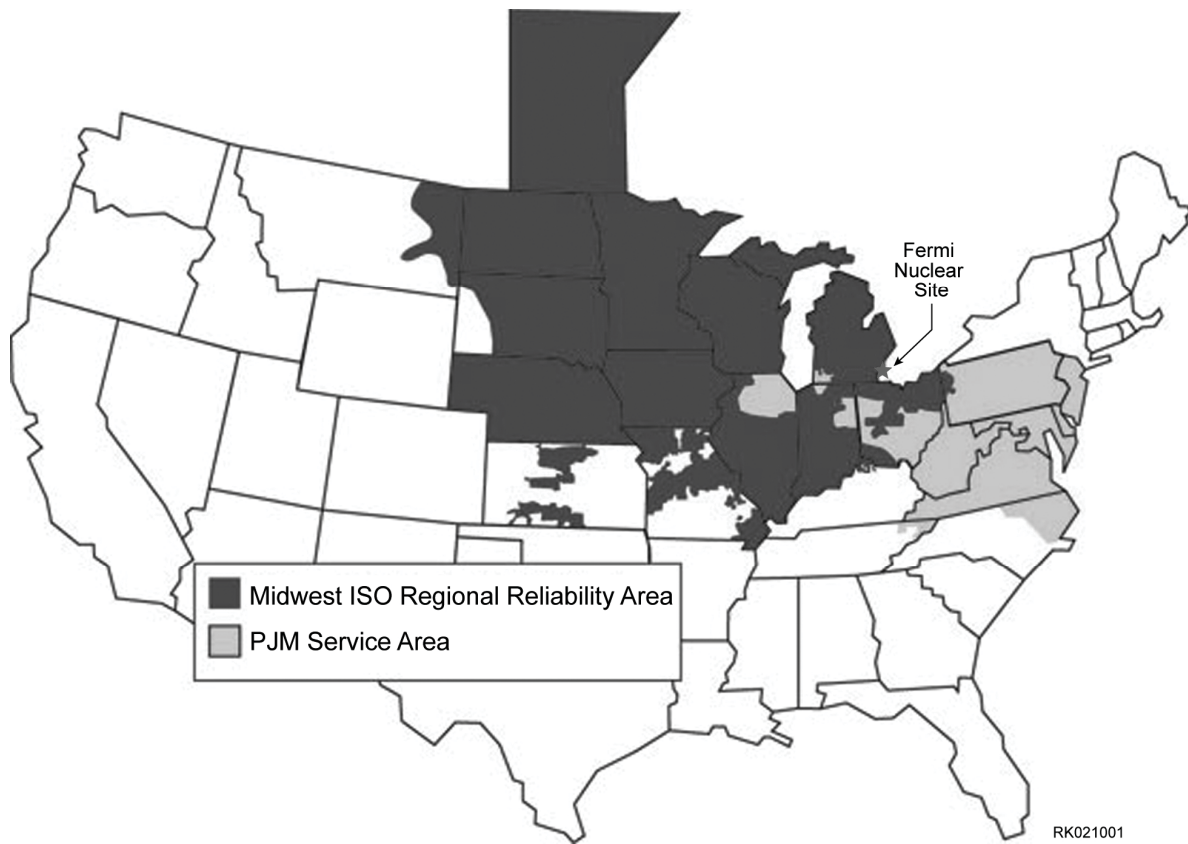 Fermi
Nuclear
Site
Midwest ISO Regional Reliability Area
PJM Service Area
RK021001